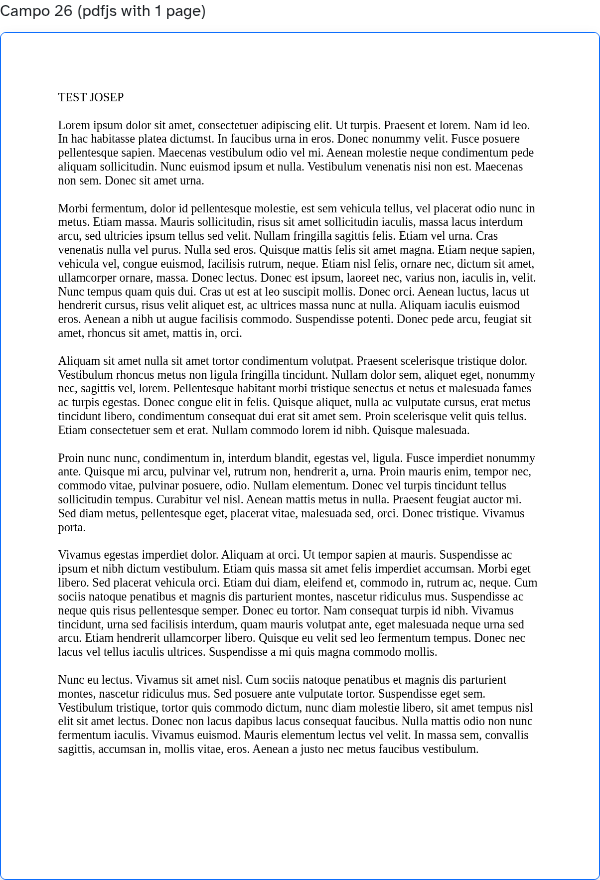 Campo 26 (pdfjs with 1 page)
TEST JOSEP
Lorem ipsum dolor sit amet, consectetuer adipiscing elit. Ut turpis. Praesent et lorem. Nam id leo.
In hac habitasse platea dictumst. In faucibus urna in eros. Donec nonummy velit. Fusce posuere
pellentesque sapien. Maecenas vestibulum odio vel mi. Aenean molestie neque condimentum pede
aliquam sollicitudin. Nunc euismod ipsum et nulla. Vestibulum venenatis nisi non est. Maecenas
non sem. Donec sit amet urna.
Morbi fermentum, dolor id pellentesque molestie, est sem vehicula tellus, vel placerat odio nunc in
metus. Etiam massa. Mauris sollicitudin, risus sit amet sollicitudin iaculis, massa lacus interdum
arcu, sed ultricies ipsum tellus sed velit. Nullam fringilla sagittis felis. Etiam vel urna. Cras
venenatis nulla vel purus. Nulla sed eros. Quisque mattis felis sit amet magna. Etiam neque sapien,
vehicula vel, congue euismod, facilisis rutrum, neque. Etiam nisl felis, ornare nec, dictum sit amet,
ullamcorper ornare, massa. Donec lectus. Donec est ipsum, laoreet nec, varius non, iaculis in, velit.
Nunc tempus quam quis dui. Cras ut est at leo suscipit mollis. Donec orci. Aenean luctus, lacus ut
hendrerit cursus, risus velit aliquet est, ac ultrices massa nunc at nulla. Aliquam iaculis euismod
eros. Aenean a nibh ut augue facilisis commodo. Suspendisse potenti. Donec pede arcu, feugiat sit
amet, rhoncus sit amet, mattis in, orci.
Aliquam sit amet nulla sit amet tortor condimentum volutpat. Praesent scelerisque tristique dolor.
Vestibulum rhoncus metus non ligula fringilla tincidunt. Nullam dolor sem, aliquet eget, nonummy
nec, sagittis vel, lorem. Pellentesque habitant morbi tristique senectus et netus et malesuada fames
ac turpis egestas. Donec congue elit in felis. Quisque aliquet, nulla ac vulputate cursus, erat metus
tincidunt libero, condimentum consequat dui erat sit amet sem. Proin scelerisque velit quis tellus.
Etiam consectetuer sem et erat. Nullam commodo lorem id nibh. Quisque malesuada.
Proin nunc nunc, condimentum in, interdum blandit, egestas vel, ligula. Fusce imperdiet nonummy
ante. Quisque mi arcu, pulvinar vel, rutrum non, hendrerit a, urna. Proin mauris enim, tempor nec,
commodo vitae, pulvinar posuere, odio. Nullam elementum. Donec vel turpis tincidunt tellus
sollicitudin tempus. Curabitur vel nisl. Aenean mattis metus in nulla. Praesent feugiat auctor mi.
Sed diam metus, pellentesque eget, placerat vitae, malesuada sed, orci. Donec tristique. Vivamus
porta.
Vivamus egestas imperdiet dolor. Aliquam at orci. Ut tempor sapien at mauris. Suspendisse ac
ipsum et nibh dictum vestibulum. Etiam quis massa sit amet felis imperdiet accumsan. Morbi eget
libero. Sed placerat vehicula orci. Etiam dui diam, eleifend et, commodo in, rutrum ac, neque. Cum
sociis natoque penatibus et magnis dis parturient montes, nascetur ridiculus mus. Suspendisse ac
neque quis risus pellentesque semper. Donec eu tortor. Nam consequat turpis id nibh. Vivamus
tincidunt, urna sed facilisis interdum, quam mauris volutpat ante, eget malesuada neque urna sed
arcu. Etiam hendrerit ullamcorper libero. Quisque eu velit sed leo fermentum tempus. Donec nec
lacus vel tellus iaculis ultrices. Suspendisse a mi quis magna commodo mollis.
Nunc eu lectus. Vivamus sit amet nisl. Cum sociis natoque penatibus et magnis dis parturient
montes, nascetur ridiculus mus. Sed posuere ante vulputate tortor. Suspendisse eget sem.
Vestibulum tristique, tortor quis commodo dictum, nunc diam molestie libero, sit amet tempus nisl
elit sit amet lectus. Donec non lacus dapibus lacus consequat faucibus. Nulla mattis odio non nunc
fermentum iaculis. Vivamus euismod. Mauris elementum lectus vel velit. In massa sem, convallis
sagittis, accumsan in, mollis vitae, eros. Aenean a justo nec metus faucibus vestibulum.